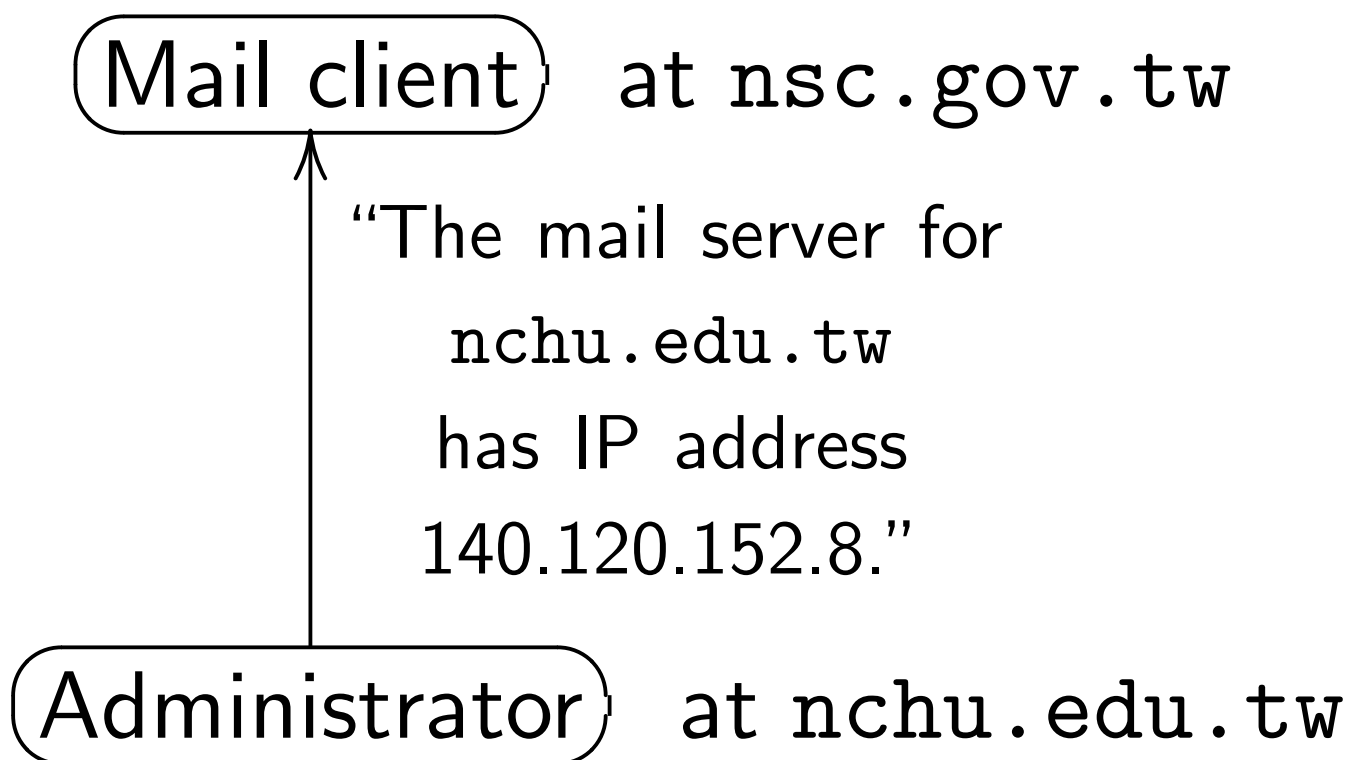 Mail client at nsc.gov.tw
“The mail server for
nchu.edu.tw
has IP address
140.120.152.8.”
Administrator at nchu.edu.tw